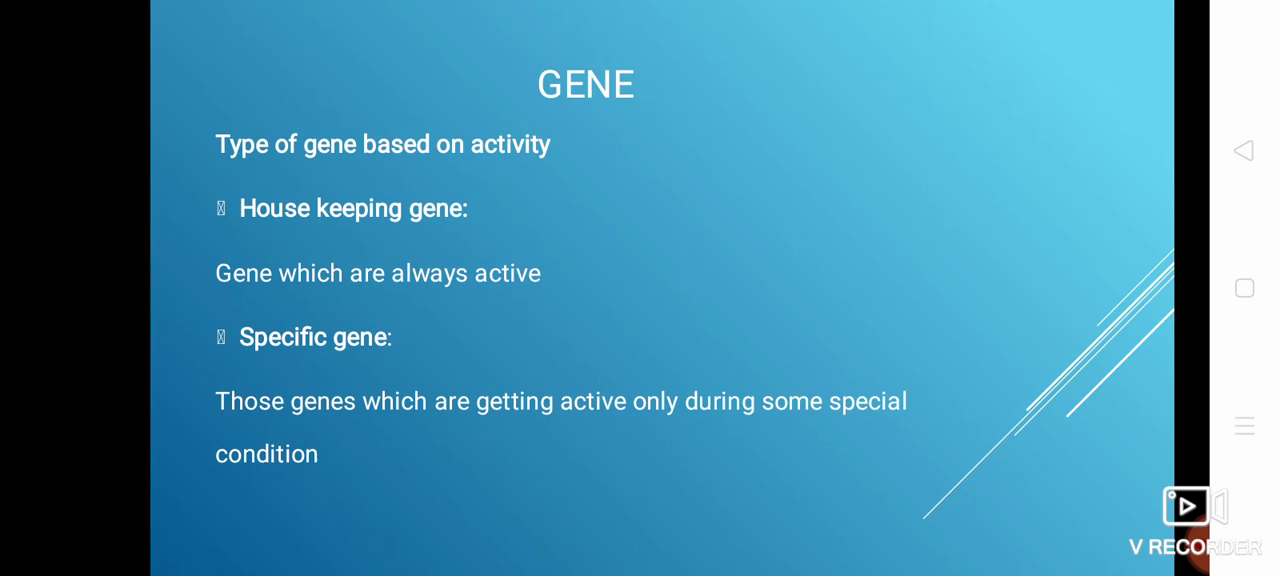 GENE
Type of gene based on activity
House keeping gene:
Gene which are always active
Specific gene:
Those genes which are getting active only during some special
condition
V RECORDER